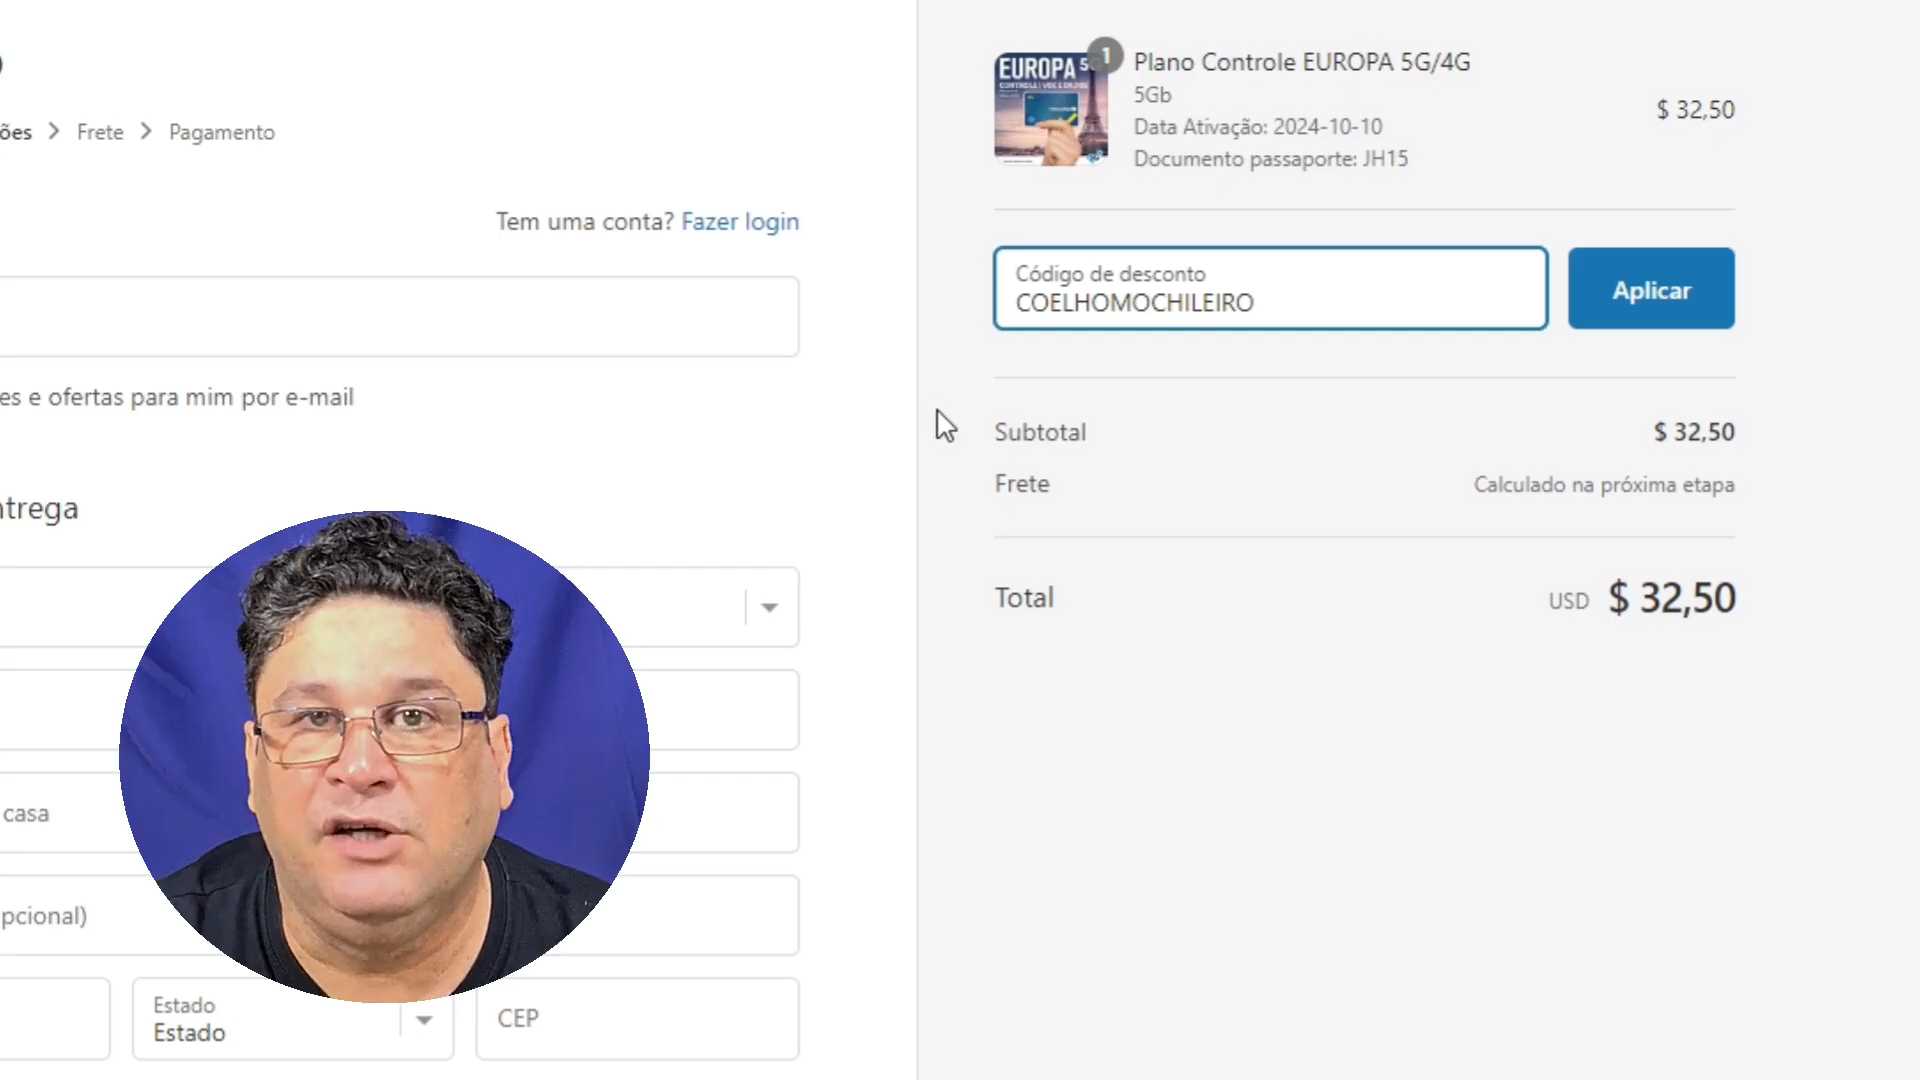 ões > Frete > Pagamento
Tem uma conta? Fazer login
es e ofertas para mim por e-mail
ntrega
casa
pcional)
Estado
Estado
CEP
EUROPA 5G
1
Plano Controle EUROPA 5G/4G
5Gb
Data Ativação: 2024-10-10
Documento passaporte: JH15
$ 32,50
Código de desconto
COELHOMOCHILEIRO
Aplicar
Subtotal
$ 32,50
Frete
Calculado na próxima etapa
Total
USD $ 32,50